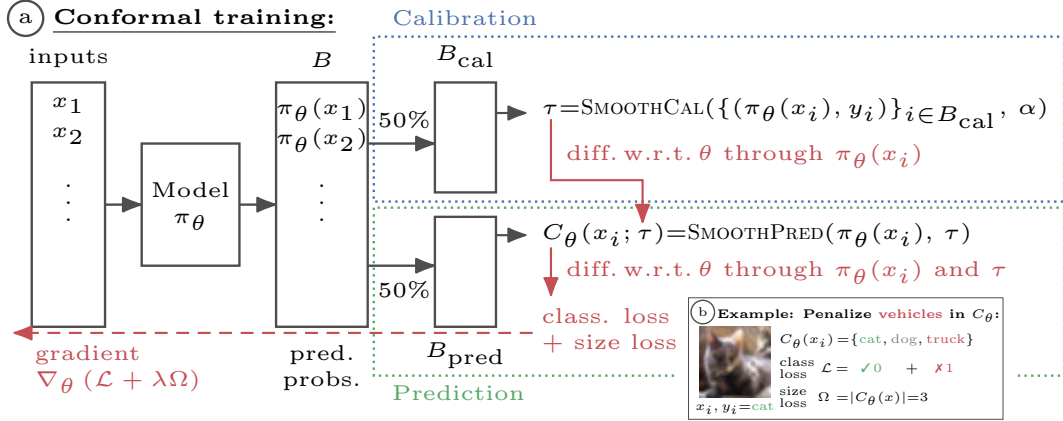 a Conformal training:
Calibration
inputs
B
B_cal
x_1
x_2
.
.
.
Model
π_θ
π_θ(x_1)
π_θ(x_2)
.
.
.
50%
τ=SMOOTHCAL({(π_θ(x_i), y_i)}_{i∈B_cal}, α)
diff. w.r.t. θ through π_θ(x_i)
C_θ(x_i; τ)=SMOOTHPRED(π_θ(x_i), τ)
diff. w.r.t. θ through π_θ(x_i) and τ
50%
class. loss
+ size loss
B_pred
gradient
∇_θ (ℒ + λΩ)
pred.
probs.
Prediction
b Example: Penalize vehicles in C_θ:
C_θ(x_i)={cat, dog, truck}
class
loss ℒ = ✓0 + ✗1
size
loss Ω =|C_θ(x)|=3
x_i, y_i=cat